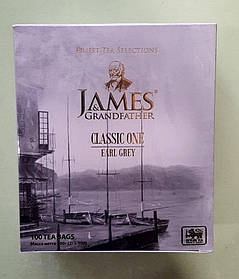 FINEST TEA SELECTIONS
JAMES®
& GRANDFATHER
CLASSIC ONE
EARL GREY
100 TEA BAGS